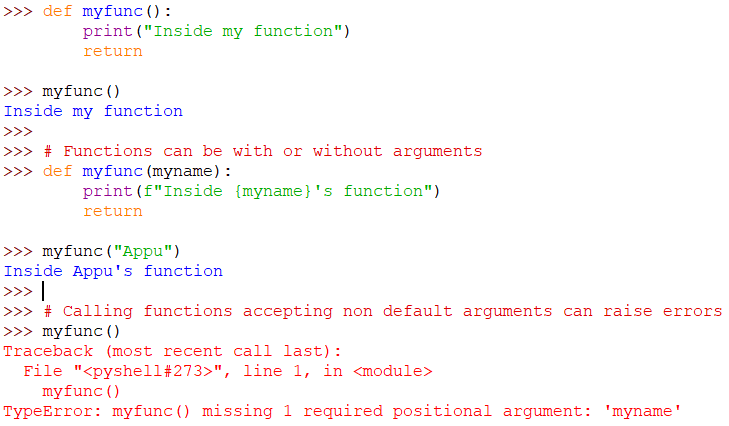 >>> def myfunc():
        print("Inside my function")
        return

>>> myfunc()
Inside my function
>>>
>>> # Functions can be with or without arguments
>>> def myfunc(myname):
        print(f"Inside {myname}'s function")
        return

>>> myfunc("Appu")
Inside Appu's function
>>>
>>> # Calling functions accepting non default arguments can raise errors
>>> myfunc()
Traceback (most recent call last):
  File "<pyshell#273>", line 1, in <module>
    myfunc()
TypeError: myfunc() missing 1 required positional argument: 'myname'